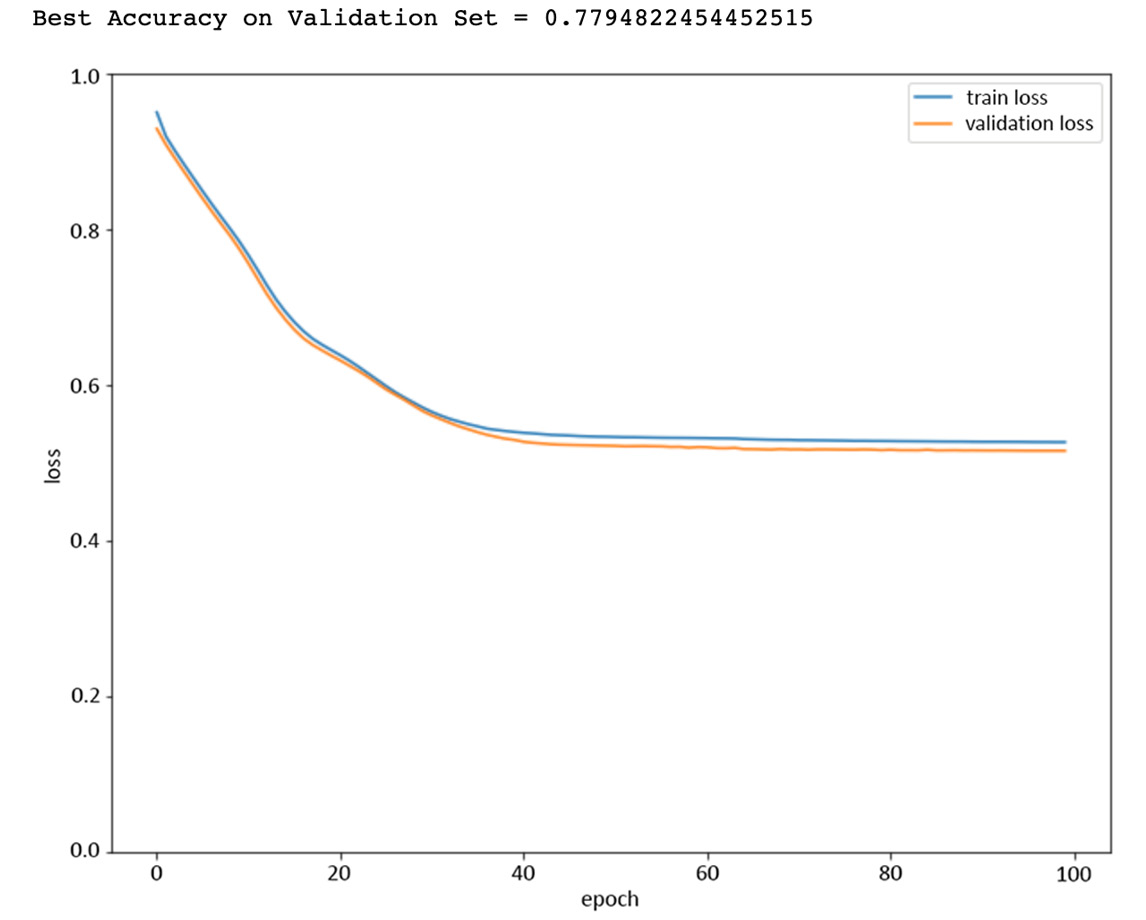 Best Accuracy on Validation Set = 0.7794822454452515
1.0
train loss
validation loss
0.8
0.6
loss
0.4
0.2
0.0
0 20 40 60 80 100
epoch